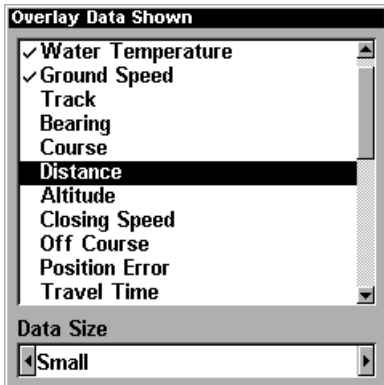 Overlay Data Shown
✓ Water Temperature
✓ Ground Speed
Track
Bearing
Course
Distance
Altitude
Closing Speed
Off Course
Position Error
Travel Time
Data Size
Small